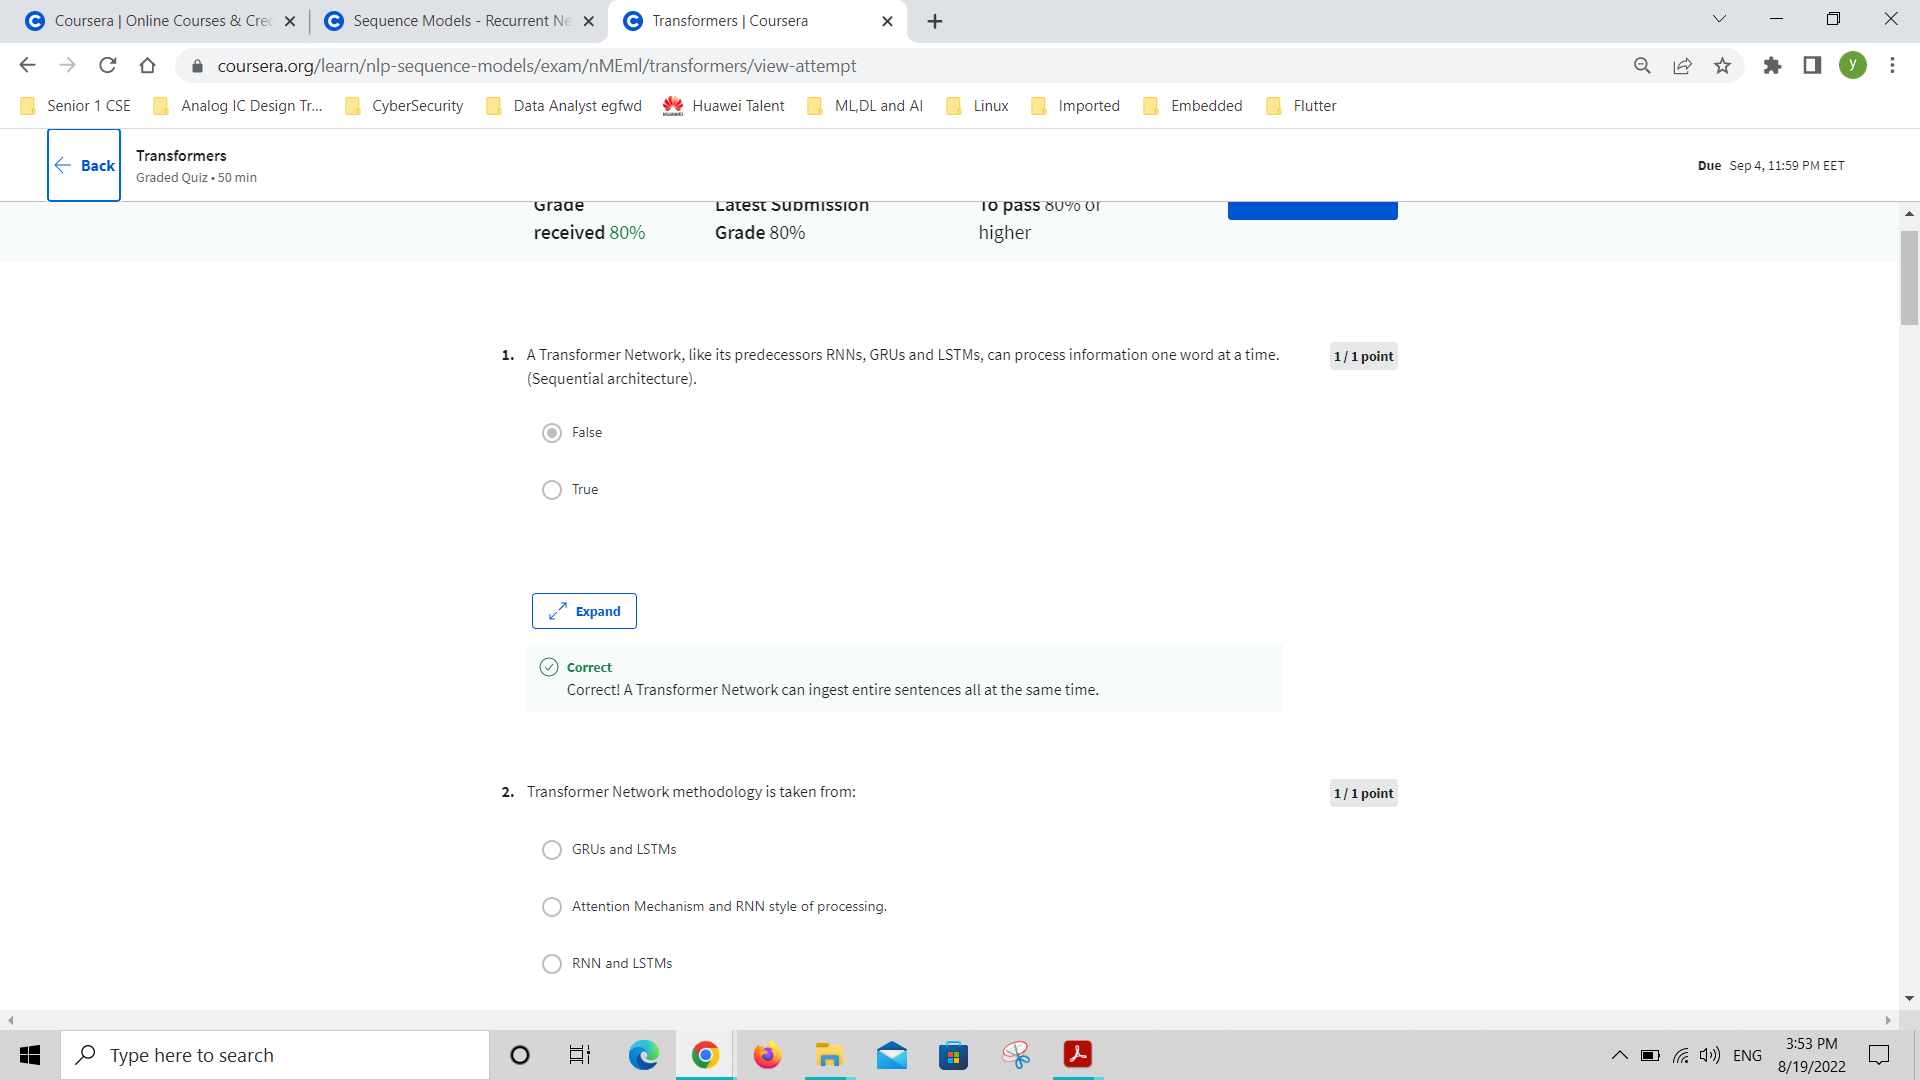 Coursera | Online Courses & Cred
Sequence Models - Recurrent Ne
Transformers | Coursera
coursera.org/learn/nlp-sequence-models/exam/nMEml/transformers/view-attempt
y
Senior 1 CSE
Analog IC Design Tr...
CyberSecurity
Data Analyst egfwd
Huawei Talent
ML,DL and AI
Linux
Imported
Embedded
Flutter
Back
Transformers
Graded Quiz • 50 min
Due Sep 4, 11:59 PM EET
Grade
received 80%
Latest Submission
Grade 80%
To pass 80% or
higher
1. A Transformer Network, like its predecessors RNNs, GRUs and LSTMs, can process information one word at a time.
(Sequential architecture).
1 / 1 point
False
True
Expand
Correct
Correct! A Transformer Network can ingest entire sentences all at the same time.
2. Transformer Network methodology is taken from:
1 / 1 point
GRUs and LSTMs
Attention Mechanism and RNN style of processing.
RNN and LSTMs
Type here to search
ENG
3:53 PM
8/19/2022